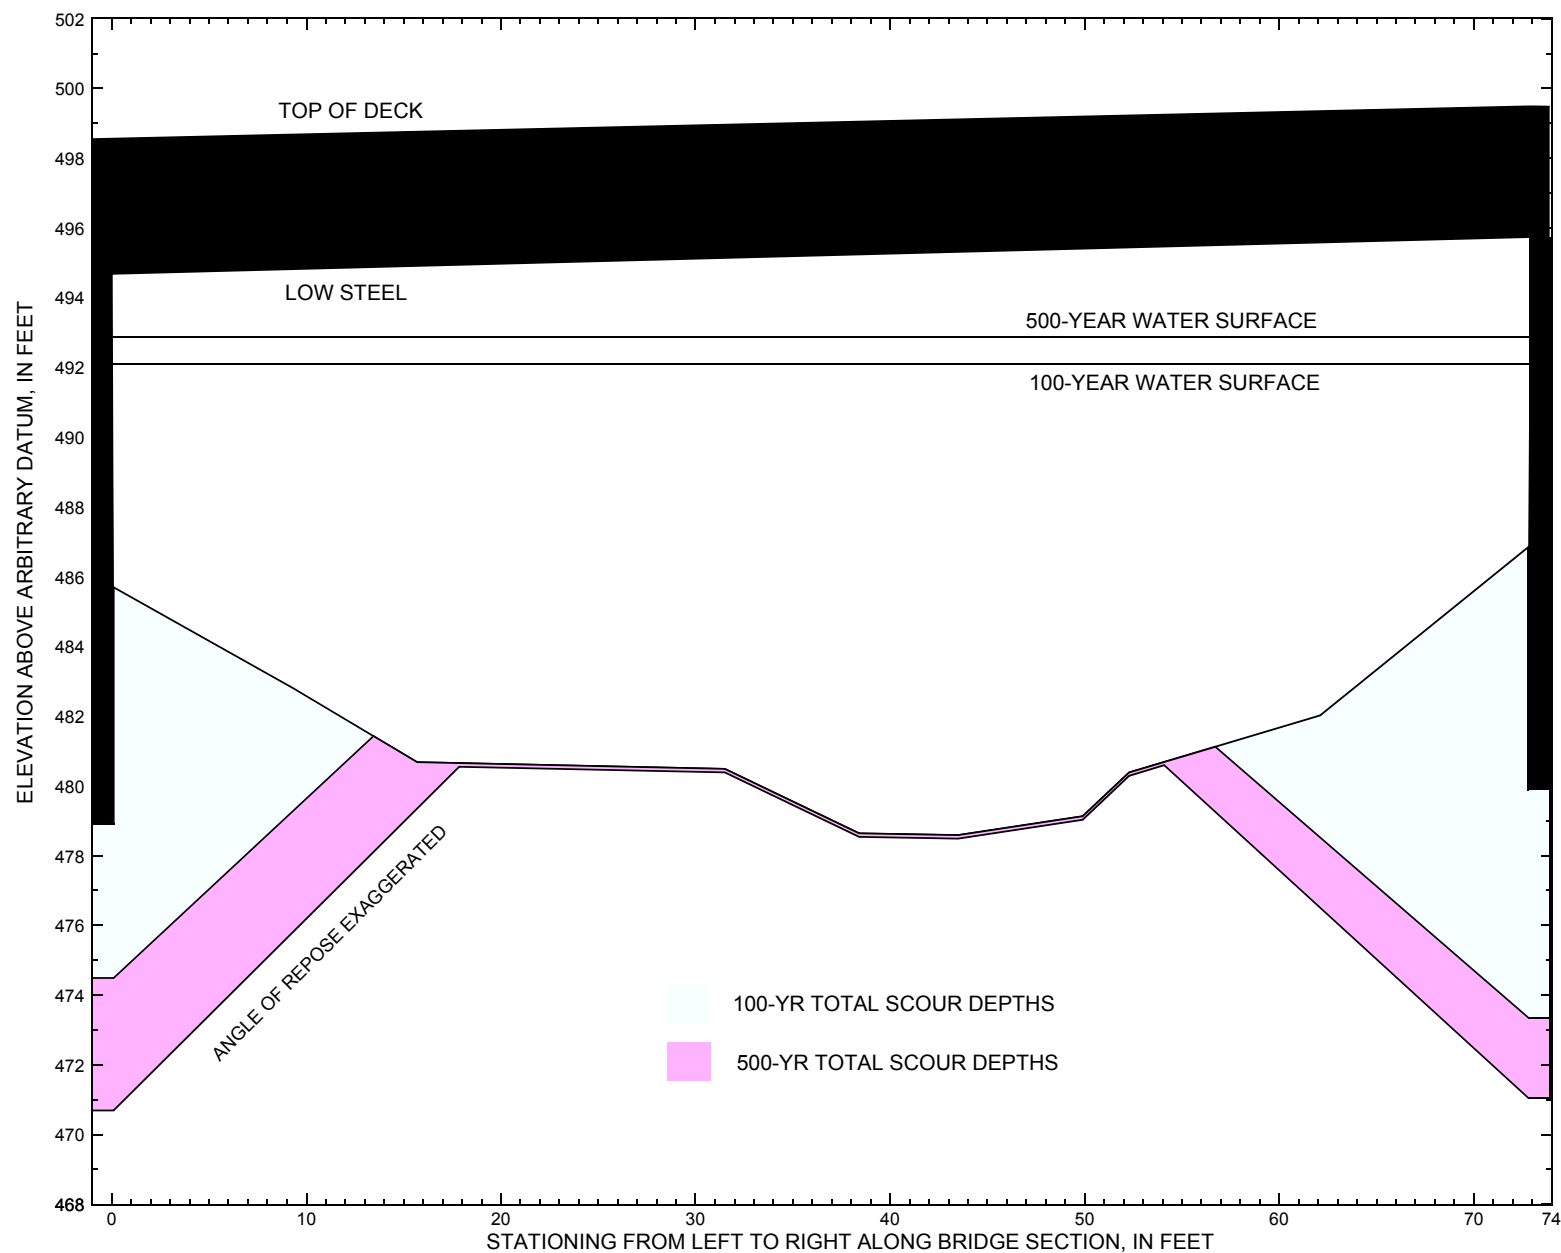 502
500
498
496
494
492
490
488
486
484
482
480
478
476
474
472
470
468
ELEVATION ABOVE ARBITRARY DATUM, IN FEET
TOP OF DECK
LOW STEEL
500-YEAR WATER SURFACE
100-YEAR WATER SURFACE
ANGLE OF REPOSE EXAGGERATED
100-YR TOTAL SCOUR DEPTHS
500-YR TOTAL SCOUR DEPTHS
0 10 20 30 40 50 60 70 74
STATIONING FROM LEFT TO RIGHT ALONG BRIDGE SECTION, IN FEET